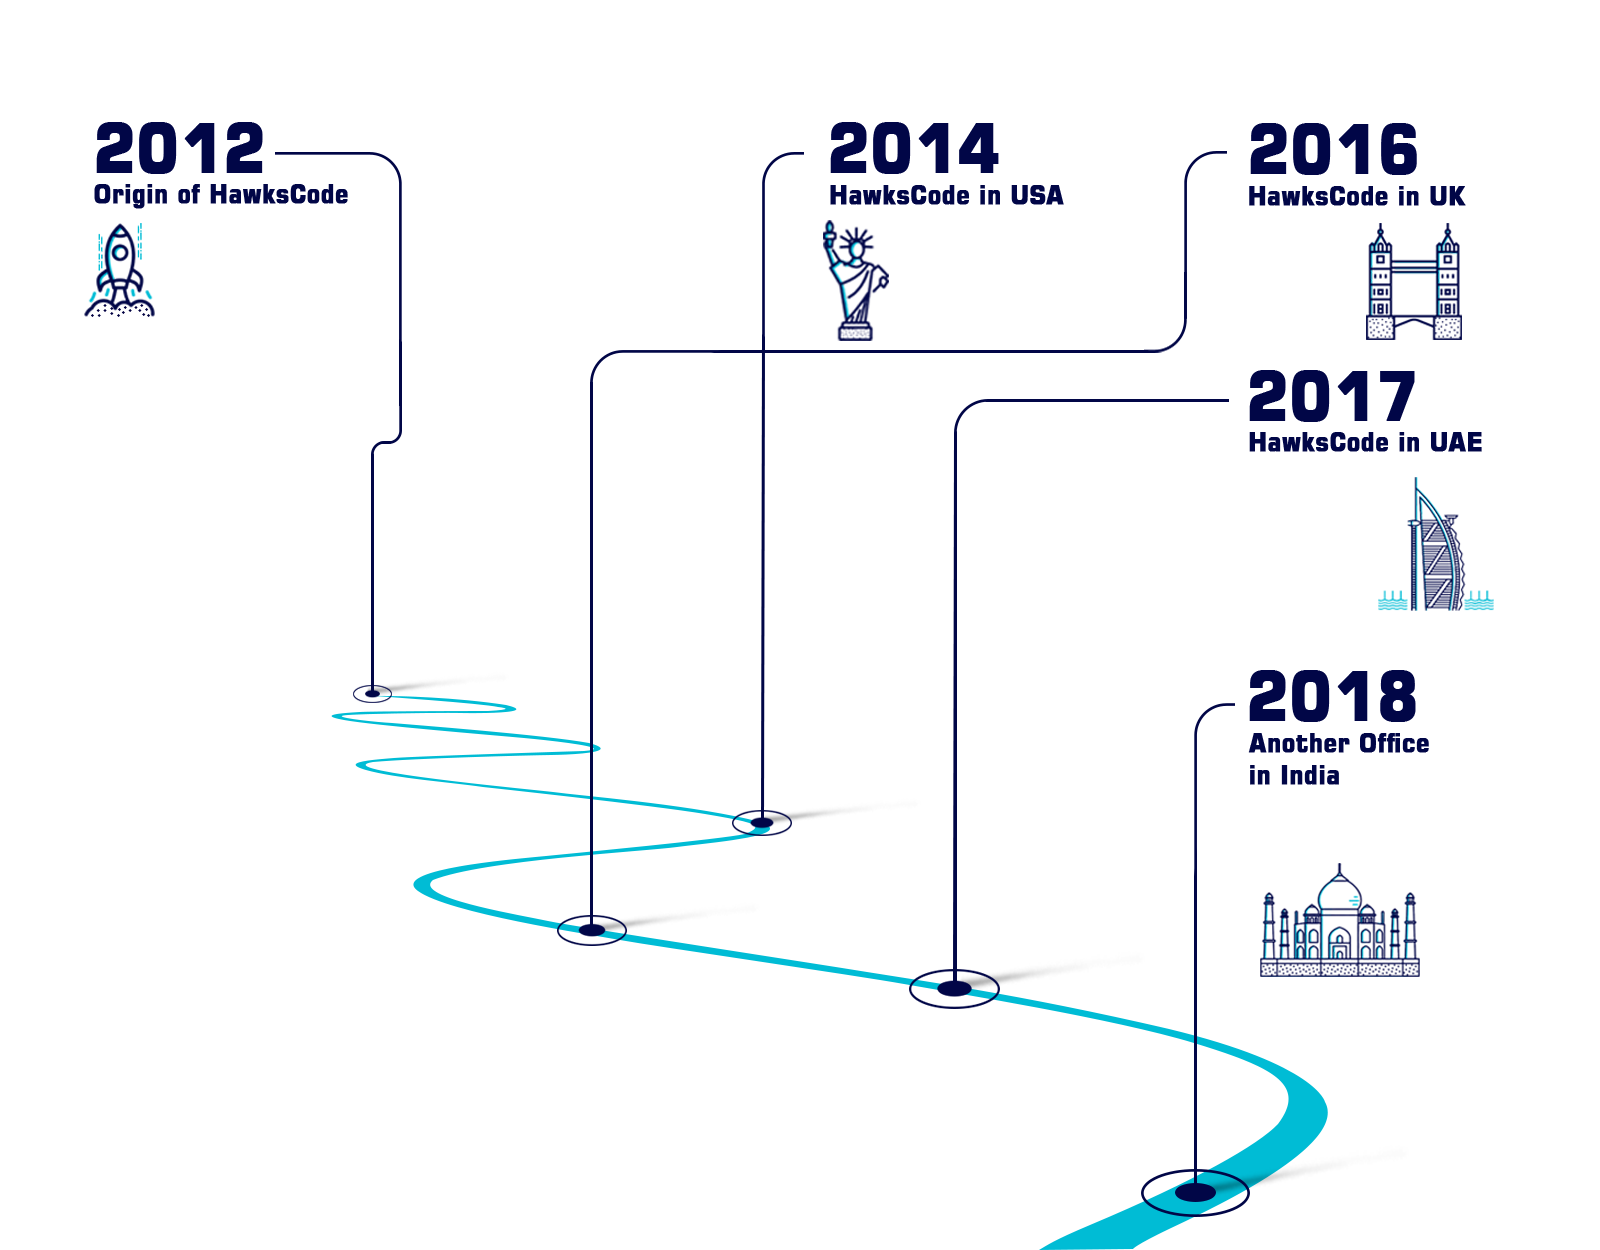 2012
Origin of HawksCode
2014
HawksCode in USA
2016
HawksCode in UK
2017
HawksCode in UAE
2018
Another Office
in India